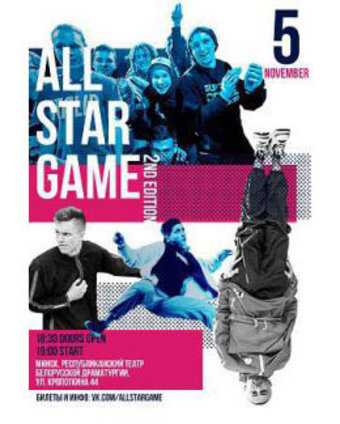 5
NOVEMBER
ALL
STAR
GAME
2ND EDITION
18:30 DOORS OPEN
19:00 START
МИНСК, РЕСПУБЛИКАНСКИЙ ТЕАТР
БЕЛОРУССКОЙ ДРАМАТУРГИИ,
УЛ. КРОПОТКИНА 44
БИЛЕТЫ И ИНФО: VK.COM/ALLSTARGAME